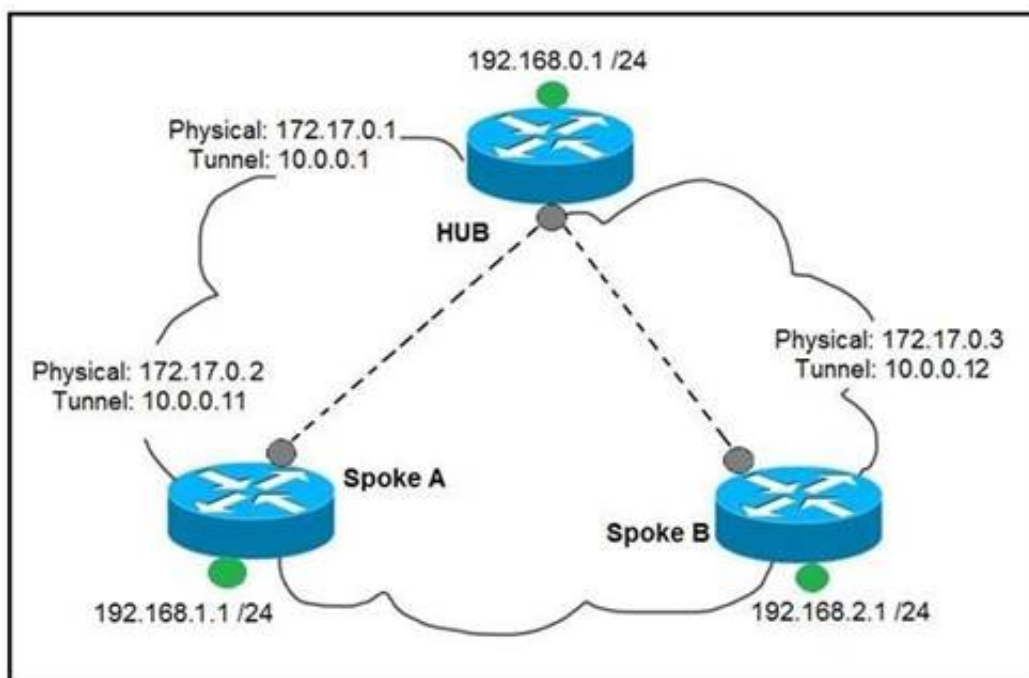 192.168.0.1 /24
Physical: 172.17.0.1
Tunnel: 10.0.0.1
HUB
Physical: 172.17.0.3
Tunnel: 10.0.0.12
Physical: 172.17.0.2
Tunnel: 10.0.0.11
Spoke A
Spoke B
192.168.1.1 /24
192.168.2.1 /24